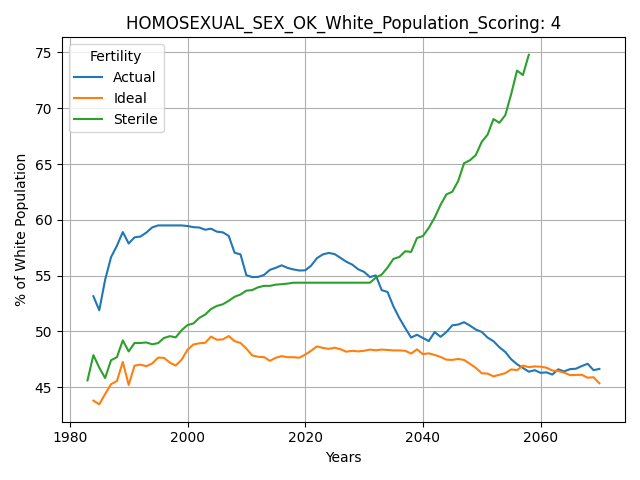 HOMOSEXUAL_SEX_OK_White_Population_Scoring: 4
Fertility
Actual
Ideal
Sterile
% of White Population
75
70
65
60
55
50
45
1980
2000
2020
2040
2060
Years